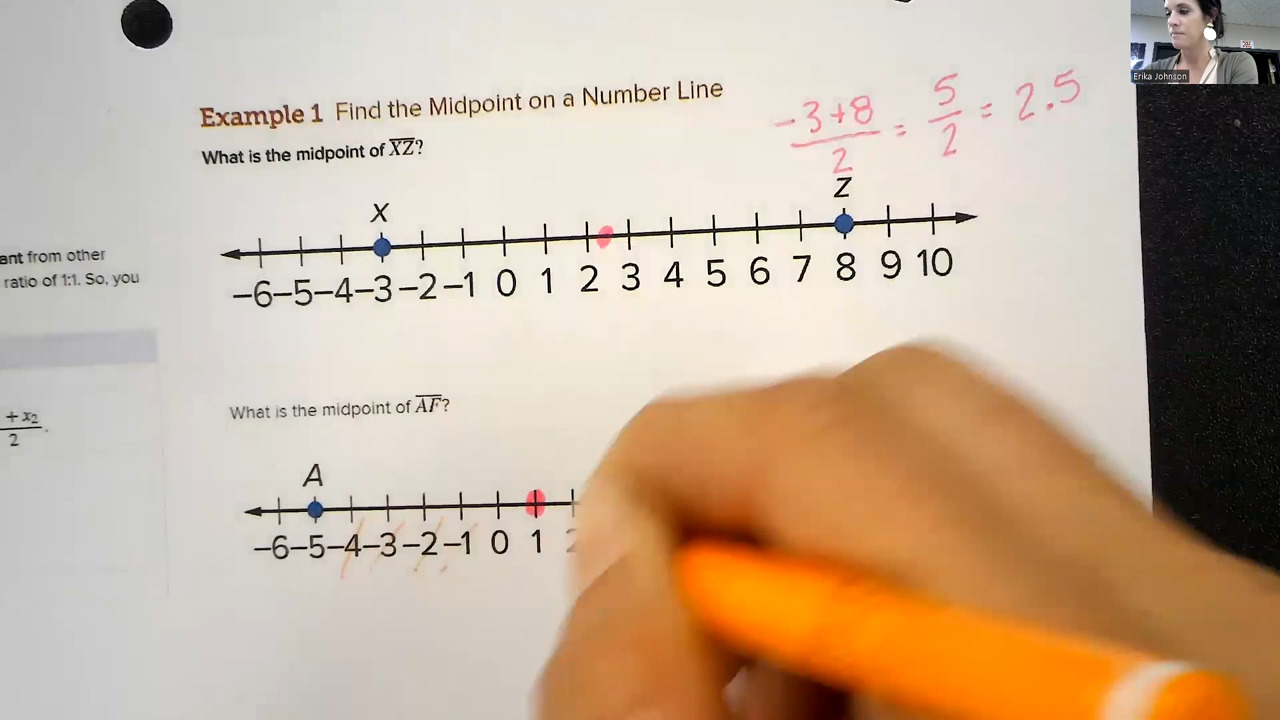 Erika Johnson
Example 1 Find the Midpoint on a Number Line
-3+8/2 = 5/2 = 2.5
What is the midpoint of XZ?
X
Z
-6 -5 -4 -3 -2 -1 0 1 2 3 4 5 6 7 8 9 10
ant from other
ratio of 1:1. So, you
+ x2
2
What is the midpoint of AF?
A
-6 -5 -4 -3 -2 -1 0 1 2